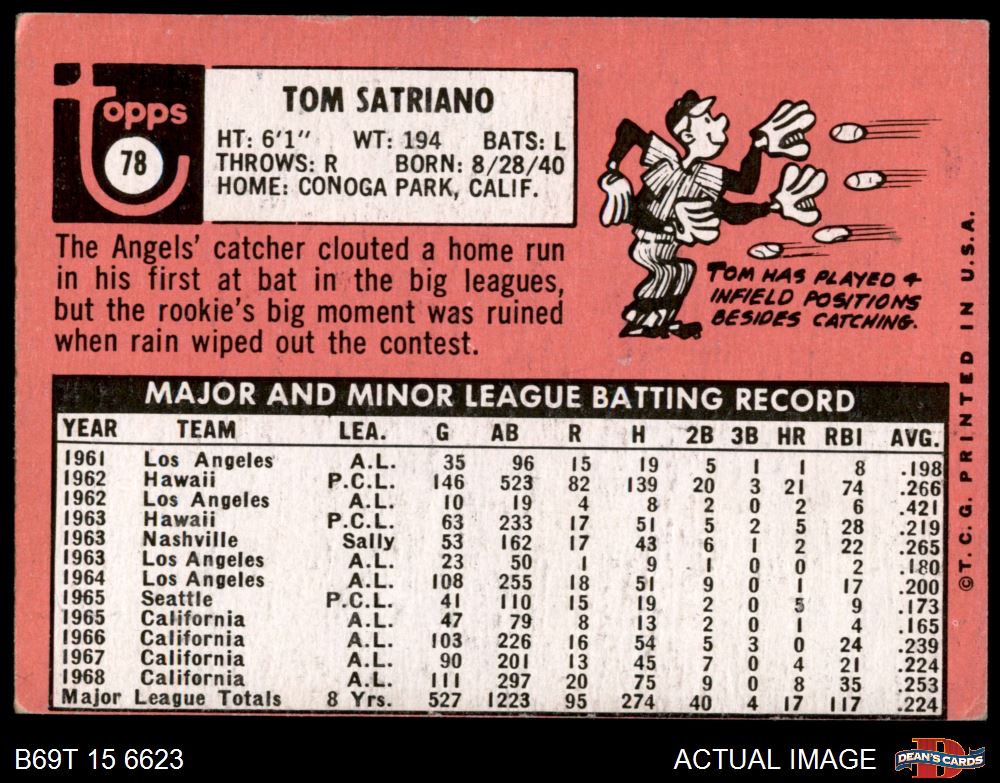 Topps
78
TOM SATRIANO
HT: 6'1" WT: 194 BATS: L
THROWS: R BORN: 8/28/40
HOME: CONOGA PARK, CALIF.
The Angels' catcher clouted a home run
in his first at bat in the big leagues,
but the rookie's big moment was ruined
when rain wiped out the contest.
TOM HAS PLAYED 4
INFIELD POSITIONS
BESIDES CATCHING.
MAJOR AND MINOR LEAGUE BATTING RECORD
YEAR TEAM LEA. G AB R H 2B 3B HR RBI AVG.
1961 Los Angeles A.L. 35 96 15 19 5 1 1 8 .198
1962 Hawaii P.C.L. 146 523 82 139 20 3 21 74 .266
1962 Los Angeles A.L. 10 19 4 8 2 0 2 6 .421
1963 Hawaii P.C.L. 63 233 17 51 5 2 5 28 .219
1963 Nashville Sally 53 162 17 43 6 1 2 22 .265
1963 Los Angeles A.L. 23 50 1 9 1 0 0 2 .180
1964 Los Angeles A.L. 108 255 18 51 9 0 1 17 .200
1965 Seattle P.C.L. 41 110 15 19 2 0 5 9 .173
1965 California A.L. 47 79 8 13 2 0 1 4 .165
1966 California A.L. 103 226 16 54 5 3 0 24 .239
1967 California A.L. 90 201 13 45 7 0 4 21 .224
1968 California A.L. 111 297 20 75 9 0 8 35 .253
Major League Totals 8 Yrs. 527 1223 95 274 40 4 17 117 .224
©T.C.G. PRINTED IN U.S.A.
B69T 15 6623
ACTUAL IMAGE
D
DEAN'S CARDS